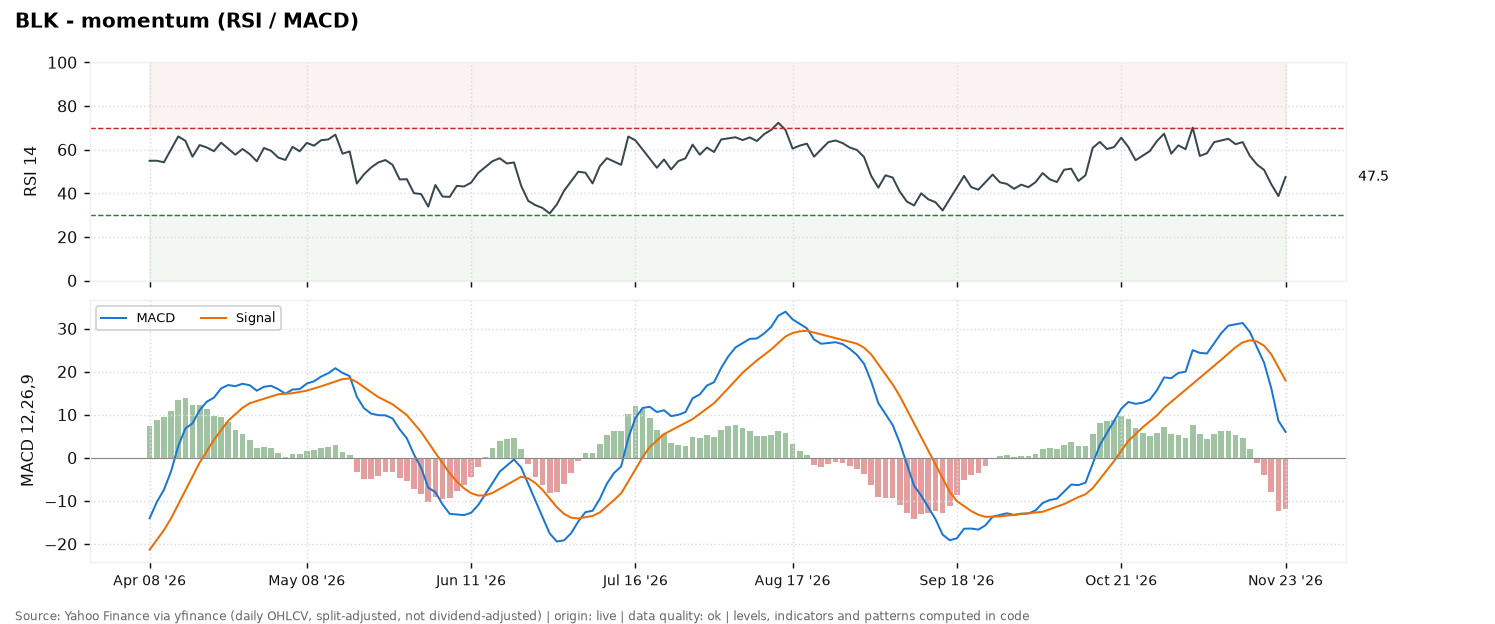 BLK - momentum (RSI / MACD)
100
80
60
40
20
0
RSI 14
47.5
MACD
Signal
30
20
10
0
−10
−20
MACD 12,26,9
Apr 08 '26
May 08 '26
Jun 11 '26
Jul 16 '26
Aug 17 '26
Sep 18 '26
Oct 21 '26
Nov 23 '26
Source: Yahoo Finance via yfinance (daily OHLCV, split-adjusted, not dividend-adjusted) | origin: live | data quality: ok | levels, indicators and patterns computed in code